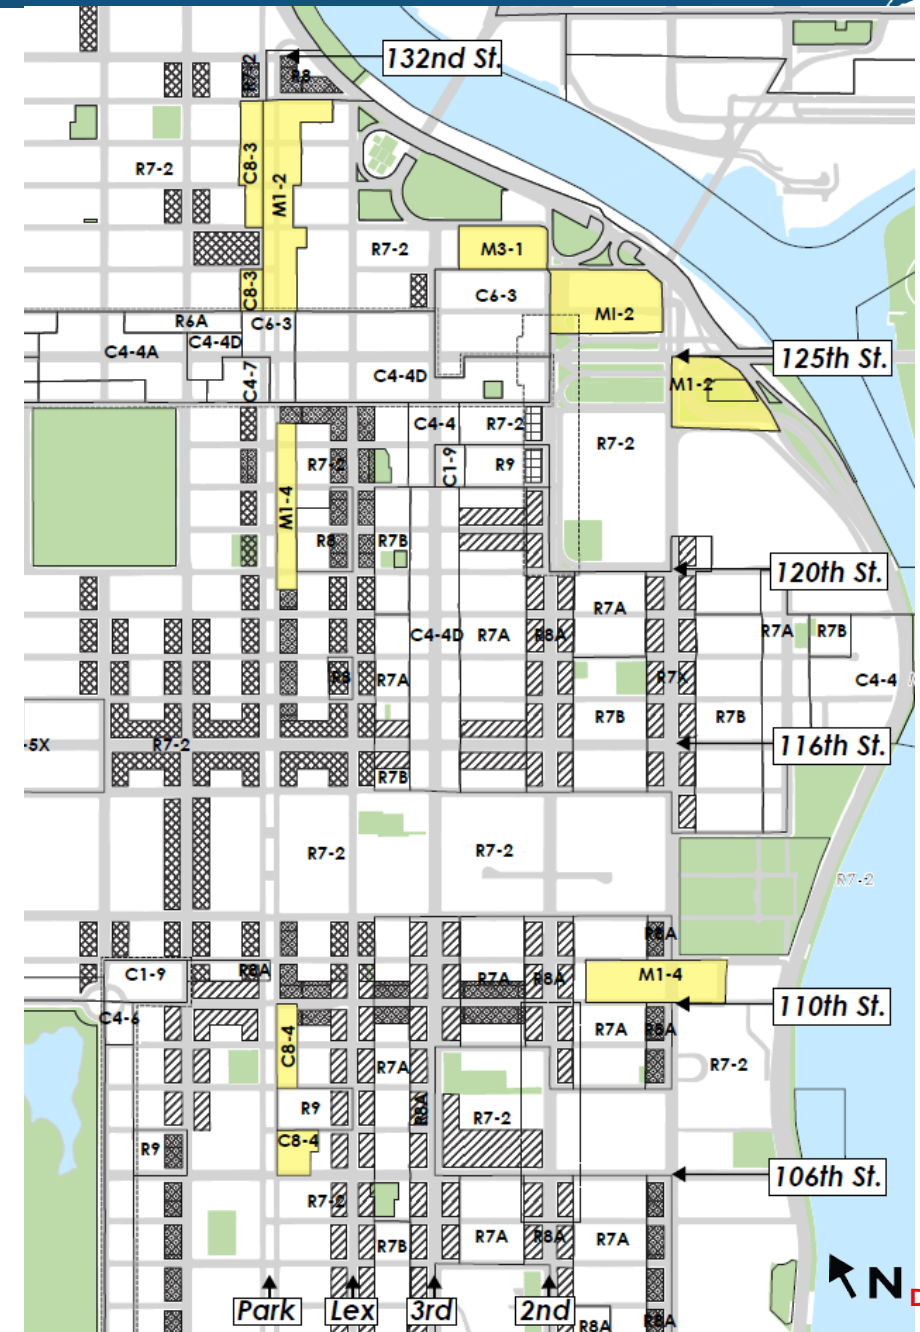 132nd St.
R7-2
R8
C8-3
R7-2
M1-2
R7-2
M3-1
C8-3
C6-3
MI-2
R6A
C6-3
C4-4D
C4-4A
125th St.
C4-7
C4-4D
M1-2
C4-4
R7-2
R7-2
R7-2
C1-9
R9
M1-4
R8
R7B
120th St.
R7A
C4-4D
R7A
R8A
R7A
R7B
R8
R7A
R7X
C4-4
R7B
R7B
-5X
R7-2
116th St.
R7B
R7-2
R7-2
R7-2
R8A
C1-9
R8A
R7A
R8A
M1-4
110th St.
C4-6
C8-4
R7A
R8A
R7A
R7-2
R9
R8A
R7-2
C8-4
R9
106th St.
R7-2
R7A
R8A
R7A
R7B
N
Park
Lex
3rd
2nd
R8A
R8A